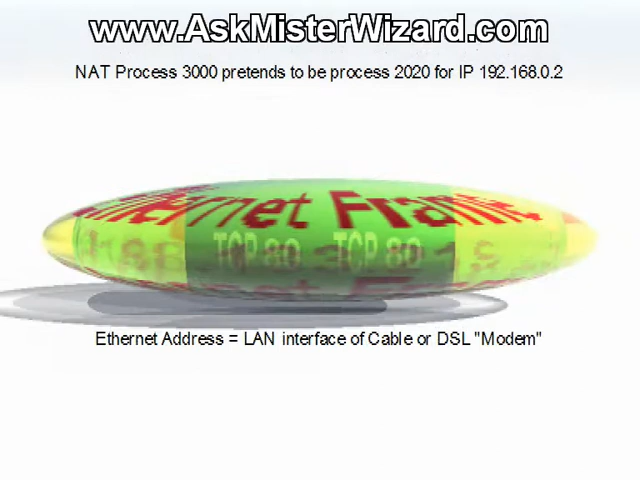 www.AskMisterWizard.com
NAT Process 3000 pretends to be process 2020 for IP 192.168.0.2
Frame
TCP 80 TCP 80
Ethernet Address = LAN interface of Cable or DSL "Modem"